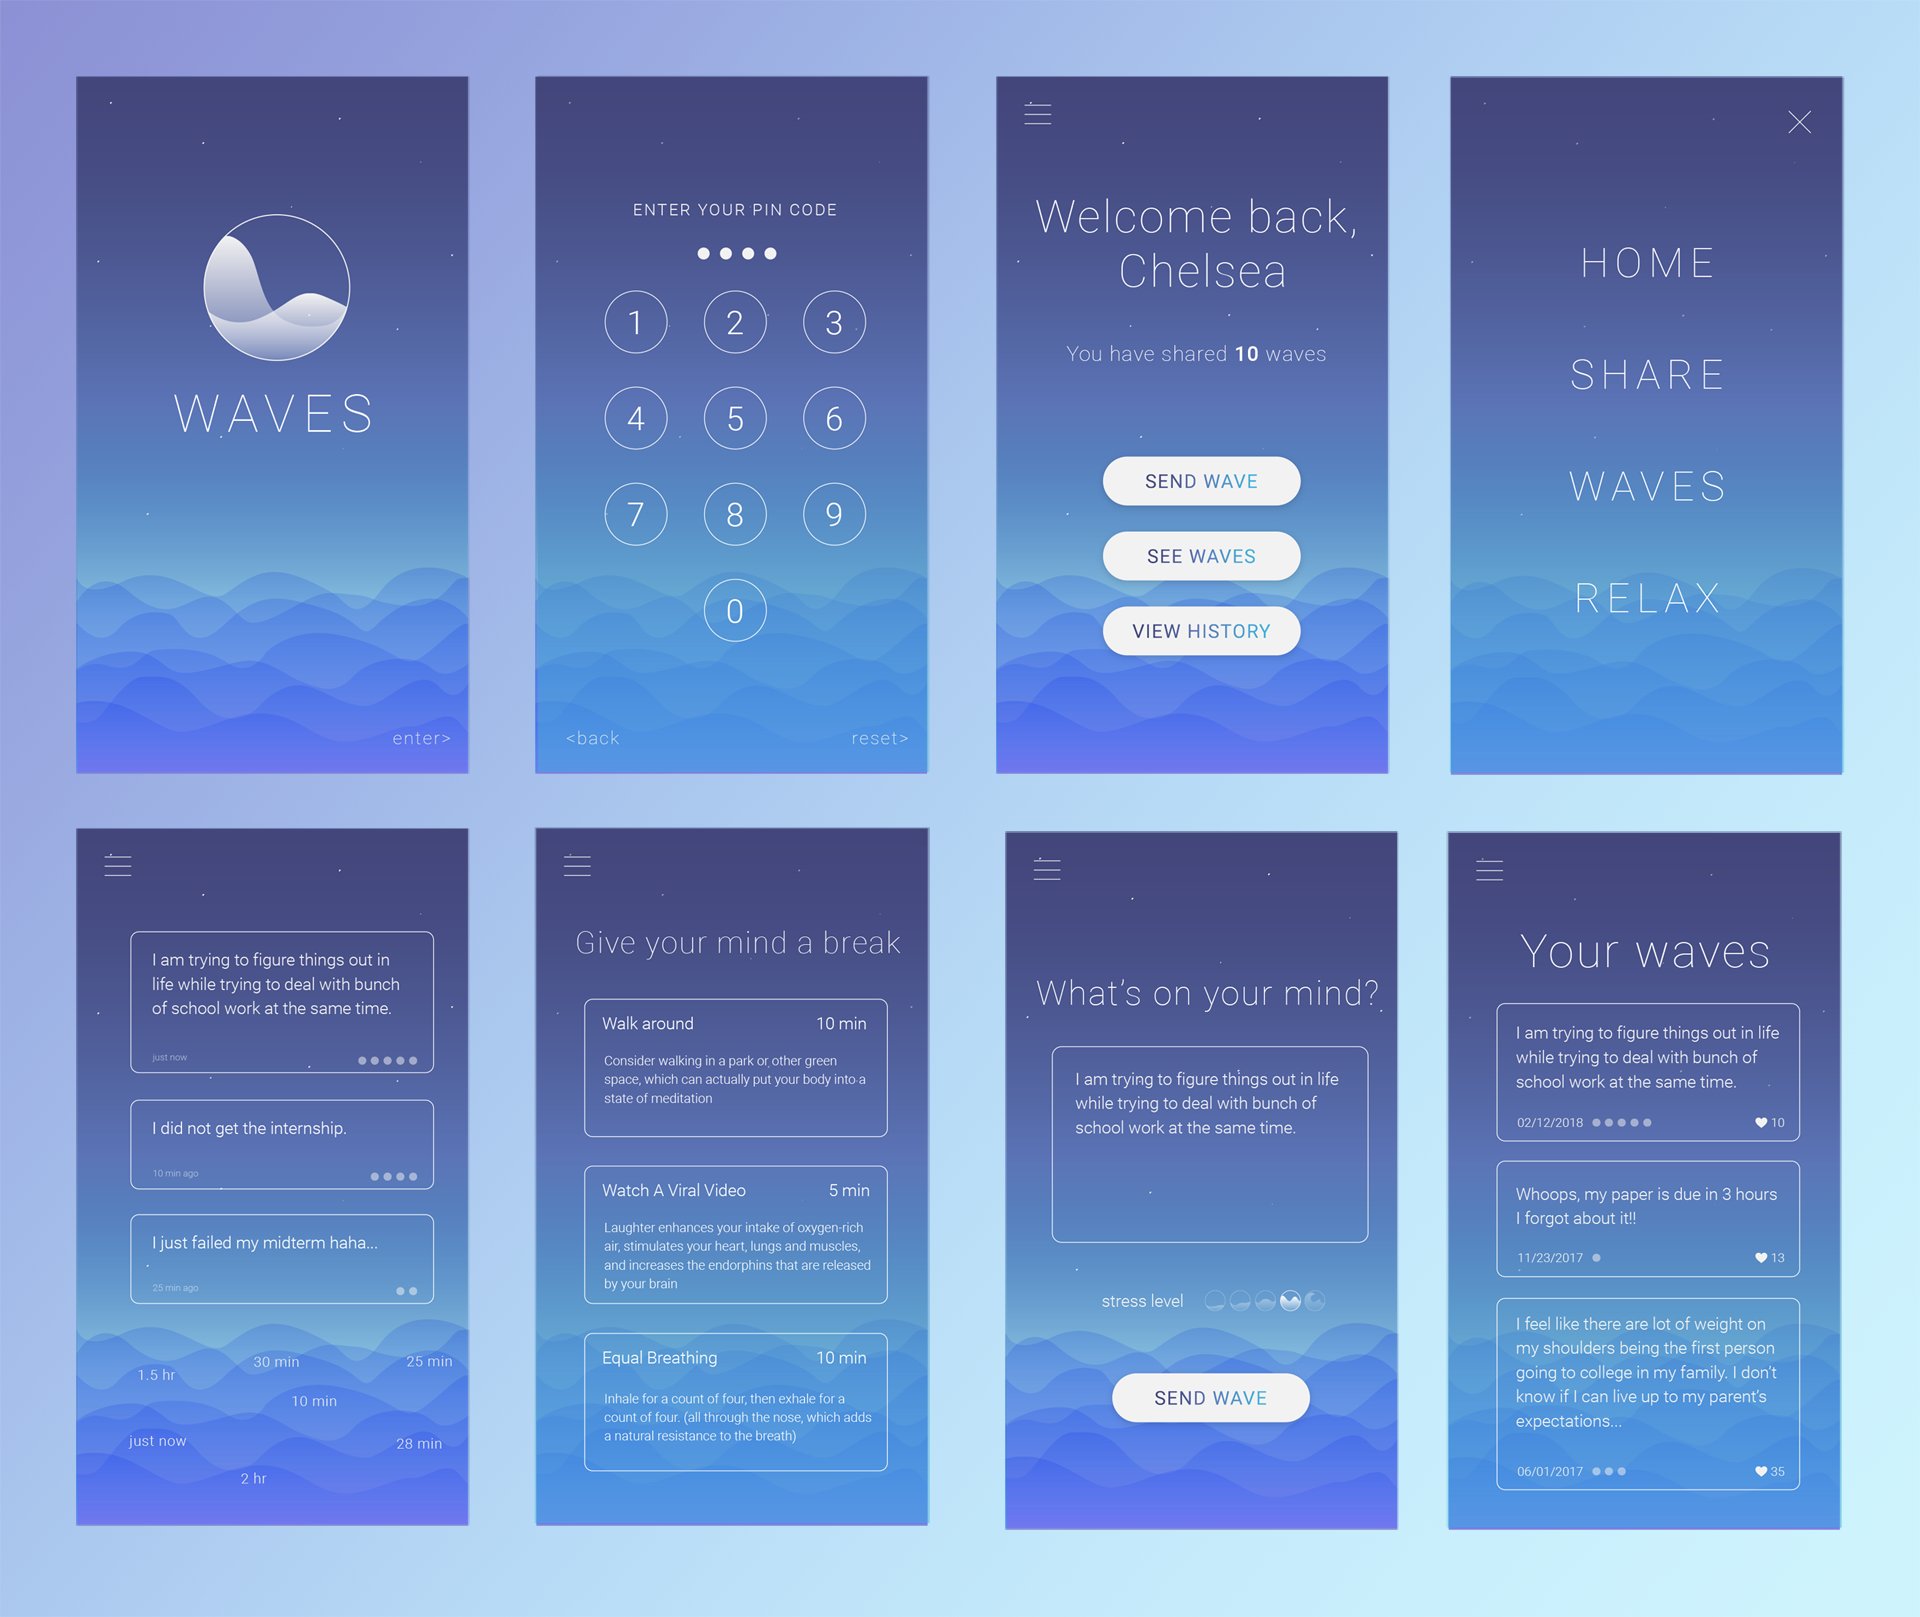 WAVES
enter>
ENTER YOUR PIN CODE
1 2 3
4 5 6
7 8 9
0
<back reset>
Welcome back,
Chelsea
You have shared 10 waves
SEND WAVE
SEE WAVES
VIEW HISTORY
HOME
SHARE
WAVES
RELAX
I am trying to figure things out in
life while trying to deal with bunch
of school work at the same time.
just now
I did not get the internship.
10 min ago
I just failed my midterm haha...
25 min ago
30 min 25 min
1.5 hr
10 min
just now 28 min
2 hr
Give your mind a break
Walk around 10 min
Consider walking in a park or other green
space, which can actually put your body into a
state of meditation
Watch A Viral Video 5 min
Laughter enhances your intake of oxygen-rich
air, stimulates your heart, lungs and muscles,
and increases the endorphins that are released
by your brain
Equal Breathing 10 min
Inhale for a count of four, then exhale for a
count of four. (all through the nose, which adds
a natural resistance to the breath)
What's on your mind?
I am trying to figure things out in life
while trying to deal with bunch of
school work at the same time.
stress level
SEND WAVE
Your waves
I am trying to figure things out in life
while trying to deal with bunch of
school work at the same time.
02/12/2018 10
Whoops, my paper is due in 3 hours
I forgot about it!!
11/23/2017 13
I feel like there are lot of weight on
my shoulders being the first person
going to college in my family. I don't
know if I can live up to my parent's
expectations...
06/01/2017 35